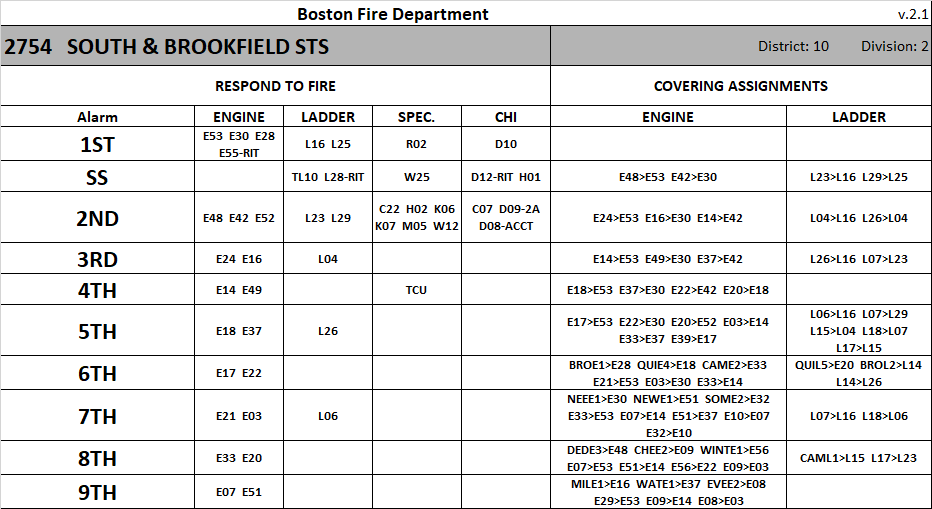 Boston Fire Department v.2.1
2754 SOUTH & BROOKFIELD STS District: 10 Division: 2
RESPOND TO FIRE COVERING ASSIGNMENTS
Alarm ENGINE LADDER SPEC. CHI ENGINE LADDER
1ST E53 E30 E28
E55-RIT L16 L25 R02 D10
SS TL10 L28-RIT W25 D12-RIT H01 E48>E53 E42>E30 L23>L16 L29>L25
2ND E48 E42 E52 L23 L29 C22 H02 K06
K07 M05 W12 C07 D09-2A
D08-ACCT E24>E53 E16>E30 E14>E42 L04>L16 L26>L04
3RD E24 E16 L04 E14>E53 E49>E30 E37>E42 L26>L16 L07>L23
4TH E14 E49 TCU E18>E53 E37>E30 E22>E42 E20>E18
5TH E18 E37 L26 E17>E53 E22>E30 E20>E52 E03>E14
E33>E37 E39>E17 L06>L16 L07>L29
L15>L04 L18>L07
L17>L15
6TH E17 E22 BROE1>E28 QUIE4>E18 CAME2>E33
E21>E53 E03>E30 E33>E14 QUIL5>E20 BROL2>L14
L14>L26
7TH E21 E03 L06 NEEE1>E30 NEWE1>E51 SOME2>E32
E33>E53 E07>E14 E51>E37 E10>E07
E32>E10 L07>L16 L18>L06
8TH E33 E20 DEDE3>E48 CHEE2>E09 WINTE1>E56
E07>E53 E51>E14 E56>E22 E09>E03 CAML1>L15 L17>L23
9TH E07 E51 MILE1>E16 WATE1>E37 EVEE2>E08
E29>E53 E09>E14 E08>E03